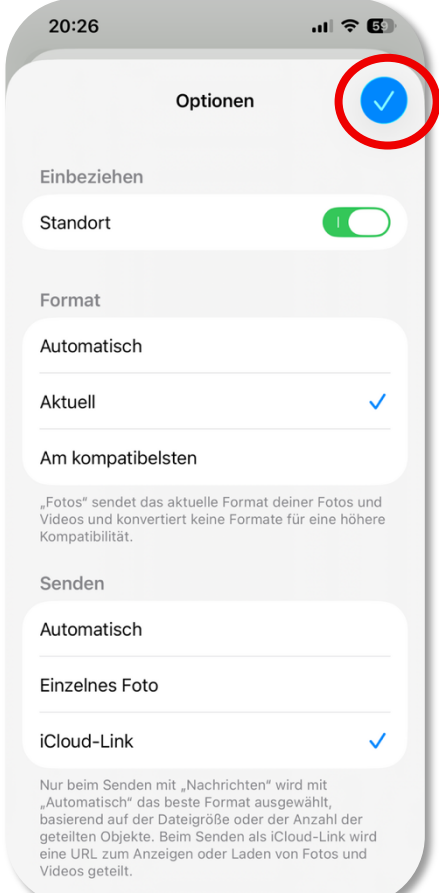 20:26
59
Optionen
Einbeziehen
Standort
Format
Automatisch
Aktuell
Am kompatibelsten
„Fotos“ sendet das aktuelle Format deiner Fotos und
Videos und konvertiert keine Formate für eine höhere
Kompatibilität.
Senden
Automatisch
Einzelnes Foto
iCloud-Link
Nur beim Senden mit „Nachrichten“ wird mit
„Automatisch“ das beste Format ausgewählt,
basierend auf der Dateigröße oder der Anzahl der
geteilten Objekte. Beim Senden als iCloud-Link wird
eine URL zum Anzeigen oder Laden von Fotos und
Videos geteilt.